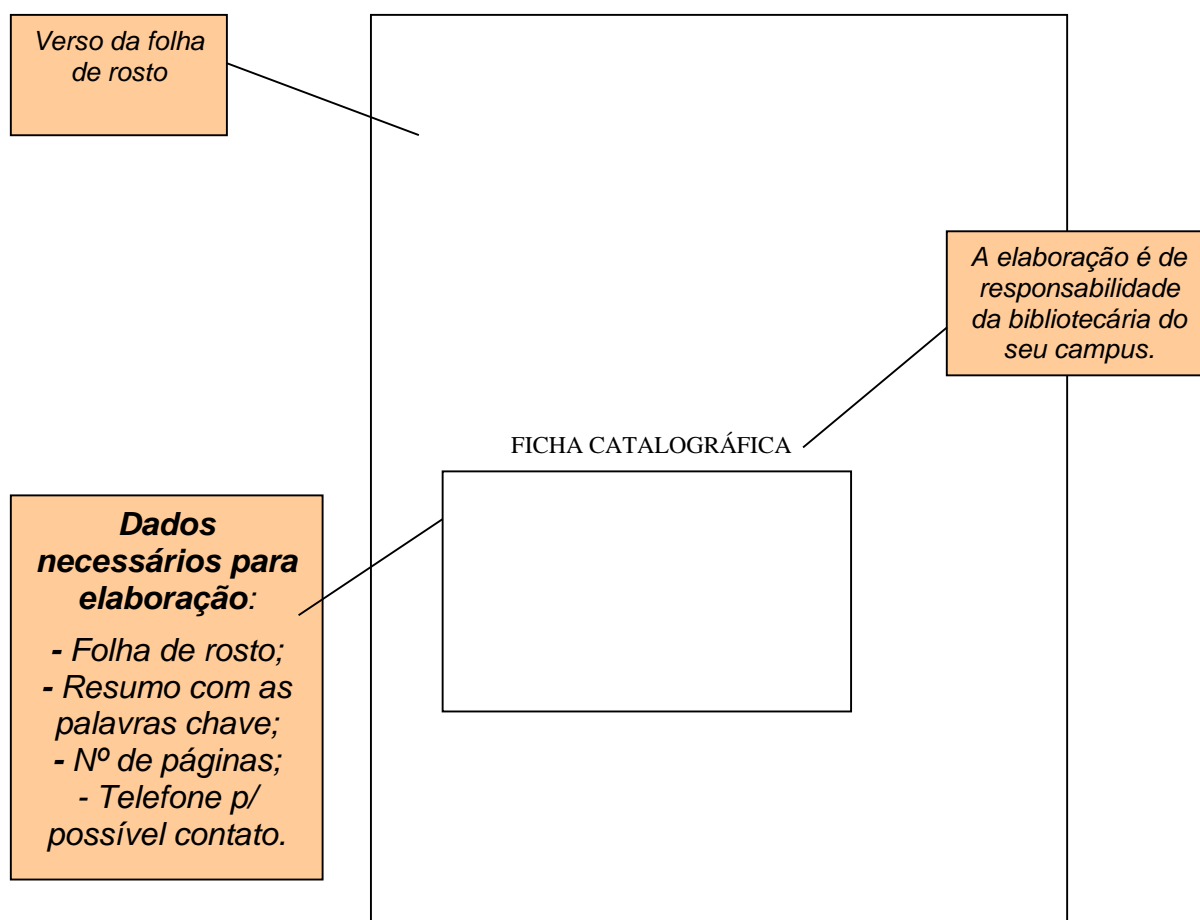 Verso da folha
de rosto
A elaboração é de
responsabilidade
da bibliotecária do
seu campus.
FICHA CATALOGRÁFICA
Dados
necessários para
elaboração:
- Folha de rosto;
- Resumo com as
palavras chave;
- Nº de páginas;
- Telefone p/
possível contato.